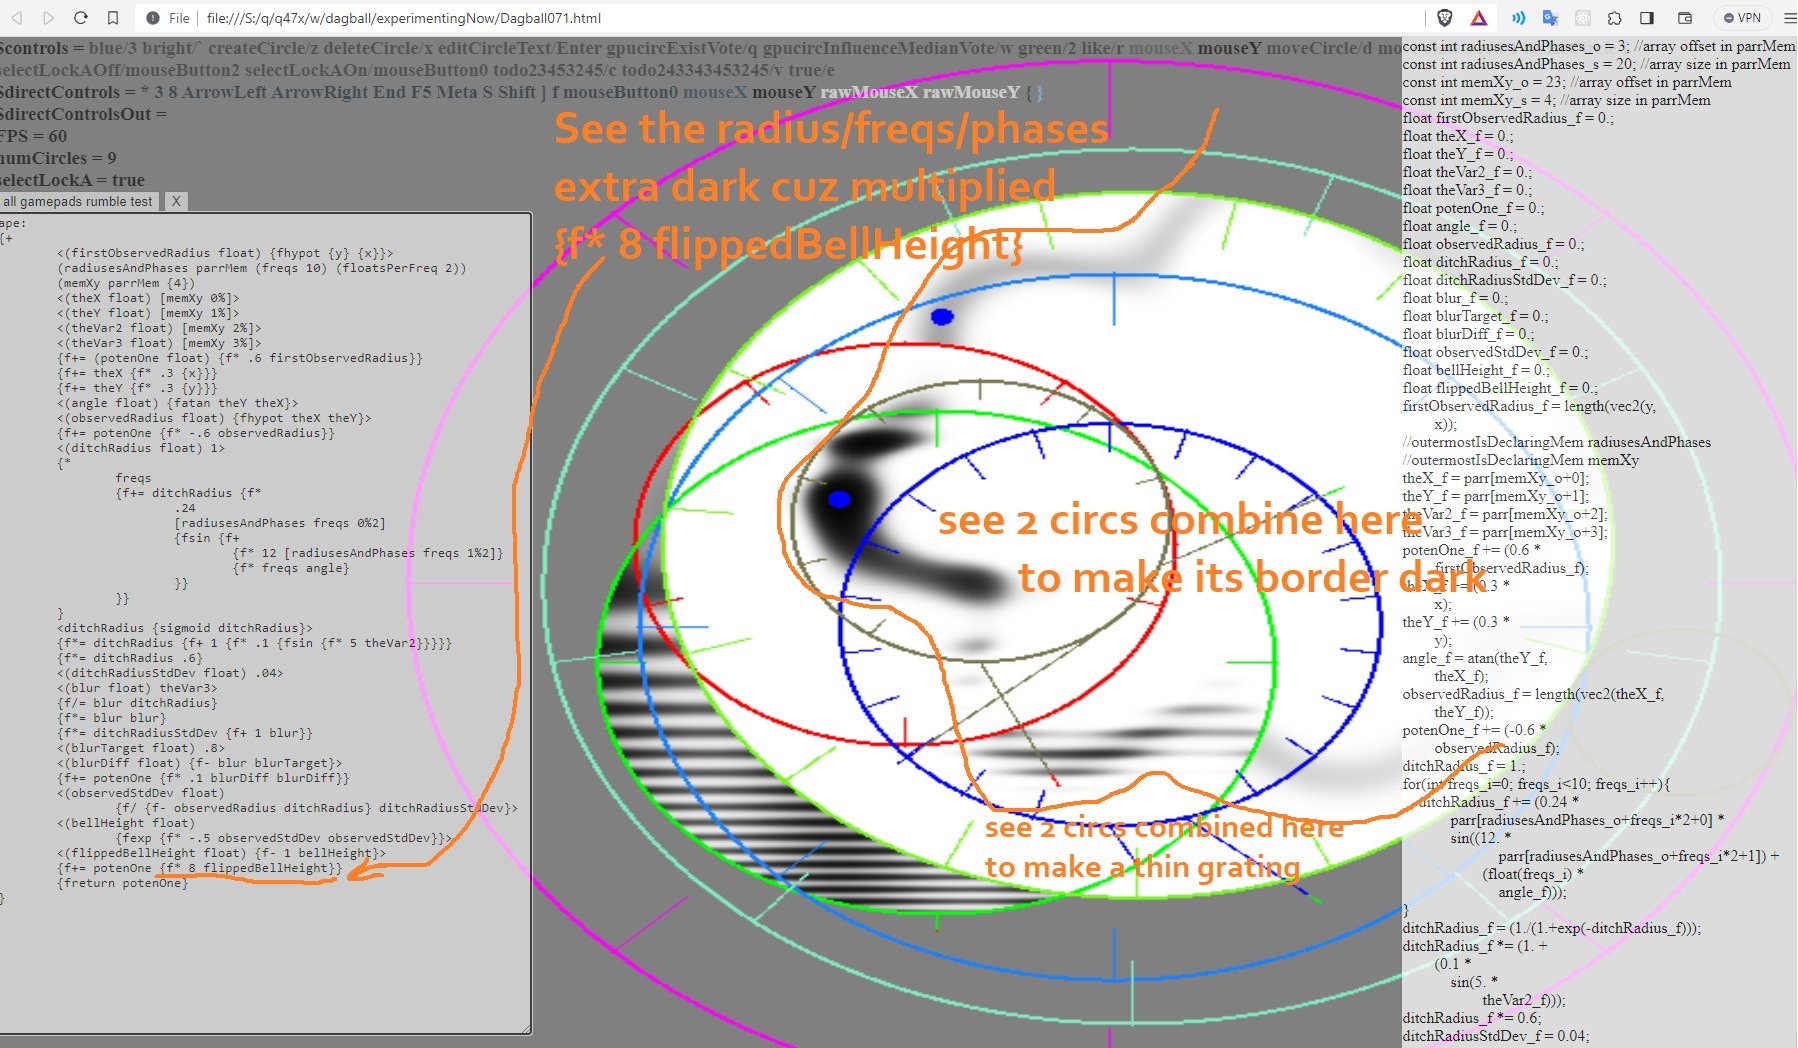 File
file:///S:/q/q47x/w/dagball/experimentingNow/Dagball071.html
VPN
$controls = blue/3 bright/` createCircle/z deleteCircle/x editCircleText/Enter gpucircExistVote/q gpucircInfluenceMedianVote/w green/2 like/r mouseX mouseY moveCircle/d mo
selectLockAOff/mouseButton2 selectLockAOn/mouseButton0 todo23453245/c todo243343453245/v true/e
$directControls = * 3 8 ArrowLeft ArrowRight End F5 Meta S Shift ] f mouseButton0 mouseX mouseY rawMouseX rawMouseY { }
$directControlsOut =
FPS = 60
numCircles = 9
selectLockA = true
all gamepads rumble test
X
ape:
{+
<(firstObservedRadius float) {fhypot {y} {x}}>
(radiusesAndPhases parrMem (freqs 10) (floatsPerFreq 2))
(memXy parrMem {4})
<(theX float) [memXy 0%]>
<(theY float) [memXy 1%]>
<(theVar2 float) [memXy 2%]>
<(theVar3 float) [memXy 3%]>
{f+= (potenOne float) {f* .6 firstObservedRadius}}
{f+= theX {f* .3 {x}}}
{f+= theY {f* .3 {y}}}
<(angle float) {fatan theY theX}>
<(observedRadius float) {fhypot theX theY}>
{f+= potenOne {f* -.6 observedRadius}}
<(ditchRadius float) 1>
{*
freqs
{f+= ditchRadius {f*
.24
[radiusesAndPhases freqs 0%2]
{fsin {f+
{f* 12 [radiusesAndPhases freqs 1%2]}
{f* freqs angle}
}}
}}
}
<ditchRadius {sigmoid ditchRadius}>
{f*= ditchRadius {f+ 1 {f* .1 {fsin {f* 5 theVar2}}}}}
{f*= ditchRadius .6}
<(ditchRadiusStdDev float) .04>
<(blur float) theVar3>
{f/= blur ditchRadius}
{f*= blur blur}
{f*= ditchRadiusStdDev {f+ 1 blur}}
<(blurTarget float) .8>
<(blurDiff float) {f- blur blurTarget}>
{f+= potenOne {f* .1 blurDiff blurDiff}}
<(observedStdDev float)
{f/ {f- observedRadius ditchRadius} ditchRadiusStdDev}>
<(bellHeight float)
{fexp {f* -.5 observedStdDev observedStdDev}}>
<(flippedBellHeight float) {f- 1 bellHeight}>
{f+= potenOne {f* 8 flippedBellHeight}}
{freturn potenOne}
}
See the radius/freqs/phases
extra dark cuz multiplied
{f* 8 flippedBellHeight}
see 2 circs combine here
to make its border dark
see 2 circs combined here
to make a thin grating
const int radiusesAndPhases_o = 3; //array offset in parrMem
const int radiusesAndPhases_s = 20; //array size in parrMem
const int memXy_o = 23; //array offset in parrMem
const int memXy_s = 4; //array size in parrMem
float firstObservedRadius_f = 0.;
float theX_f = 0.;
float theY_f = 0.;
float theVar2_f = 0.;
float theVar3_f = 0.;
float potenOne_f = 0.;
float angle_f = 0.;
float observedRadius_f = 0.;
float ditchRadius_f = 0.;
float ditchRadiusStdDev_f = 0.;
float blur_f = 0.;
float blurTarget_f = 0.;
float blurDiff_f = 0.;
float observedStdDev_f = 0.;
float bellHeight_f = 0.;
float flippedBellHeight_f = 0.;
firstObservedRadius_f = length(vec2(y,
x));
//outermostIsDeclaringMem radiusesAndPhases
//outermostIsDeclaringMem memXy
theX_f = parr[memXy_o+0];
theY_f = parr[memXy_o+1];
theVar2_f = parr[memXy_o+2];
theVar3_f = parr[memXy_o+3];
potenOne_f += (0.6 *
firstObservedRadius_f);
theX_f += (0.3 *
x);
theY_f += (0.3 *
y);
angle_f = atan(theY_f,
theX_f);
observedRadius_f = length(vec2(theX_f,
theY_f));
potenOne_f += (-0.6 *
observedRadius_f);
ditchRadius_f = 1.;
for(int freqs_i=0; freqs_i<10; freqs_i++){
ditchRadius_f += (0.24 *
parr[radiusesAndPhases_o+freqs_i*2+0] *
sin((12. *
parr[radiusesAndPhases_o+freqs_i*2+1]) +
(float(freqs_i) *
angle_f)));
}
ditchRadius_f = (1./(1.+exp(-ditchRadius_f)));
ditchRadius_f *= (1. +
(0.1 *
sin(5. *
theVar2_f)));
ditchRadius_f *= 0.6;
ditchRadiusStdDev_f = 0.04;